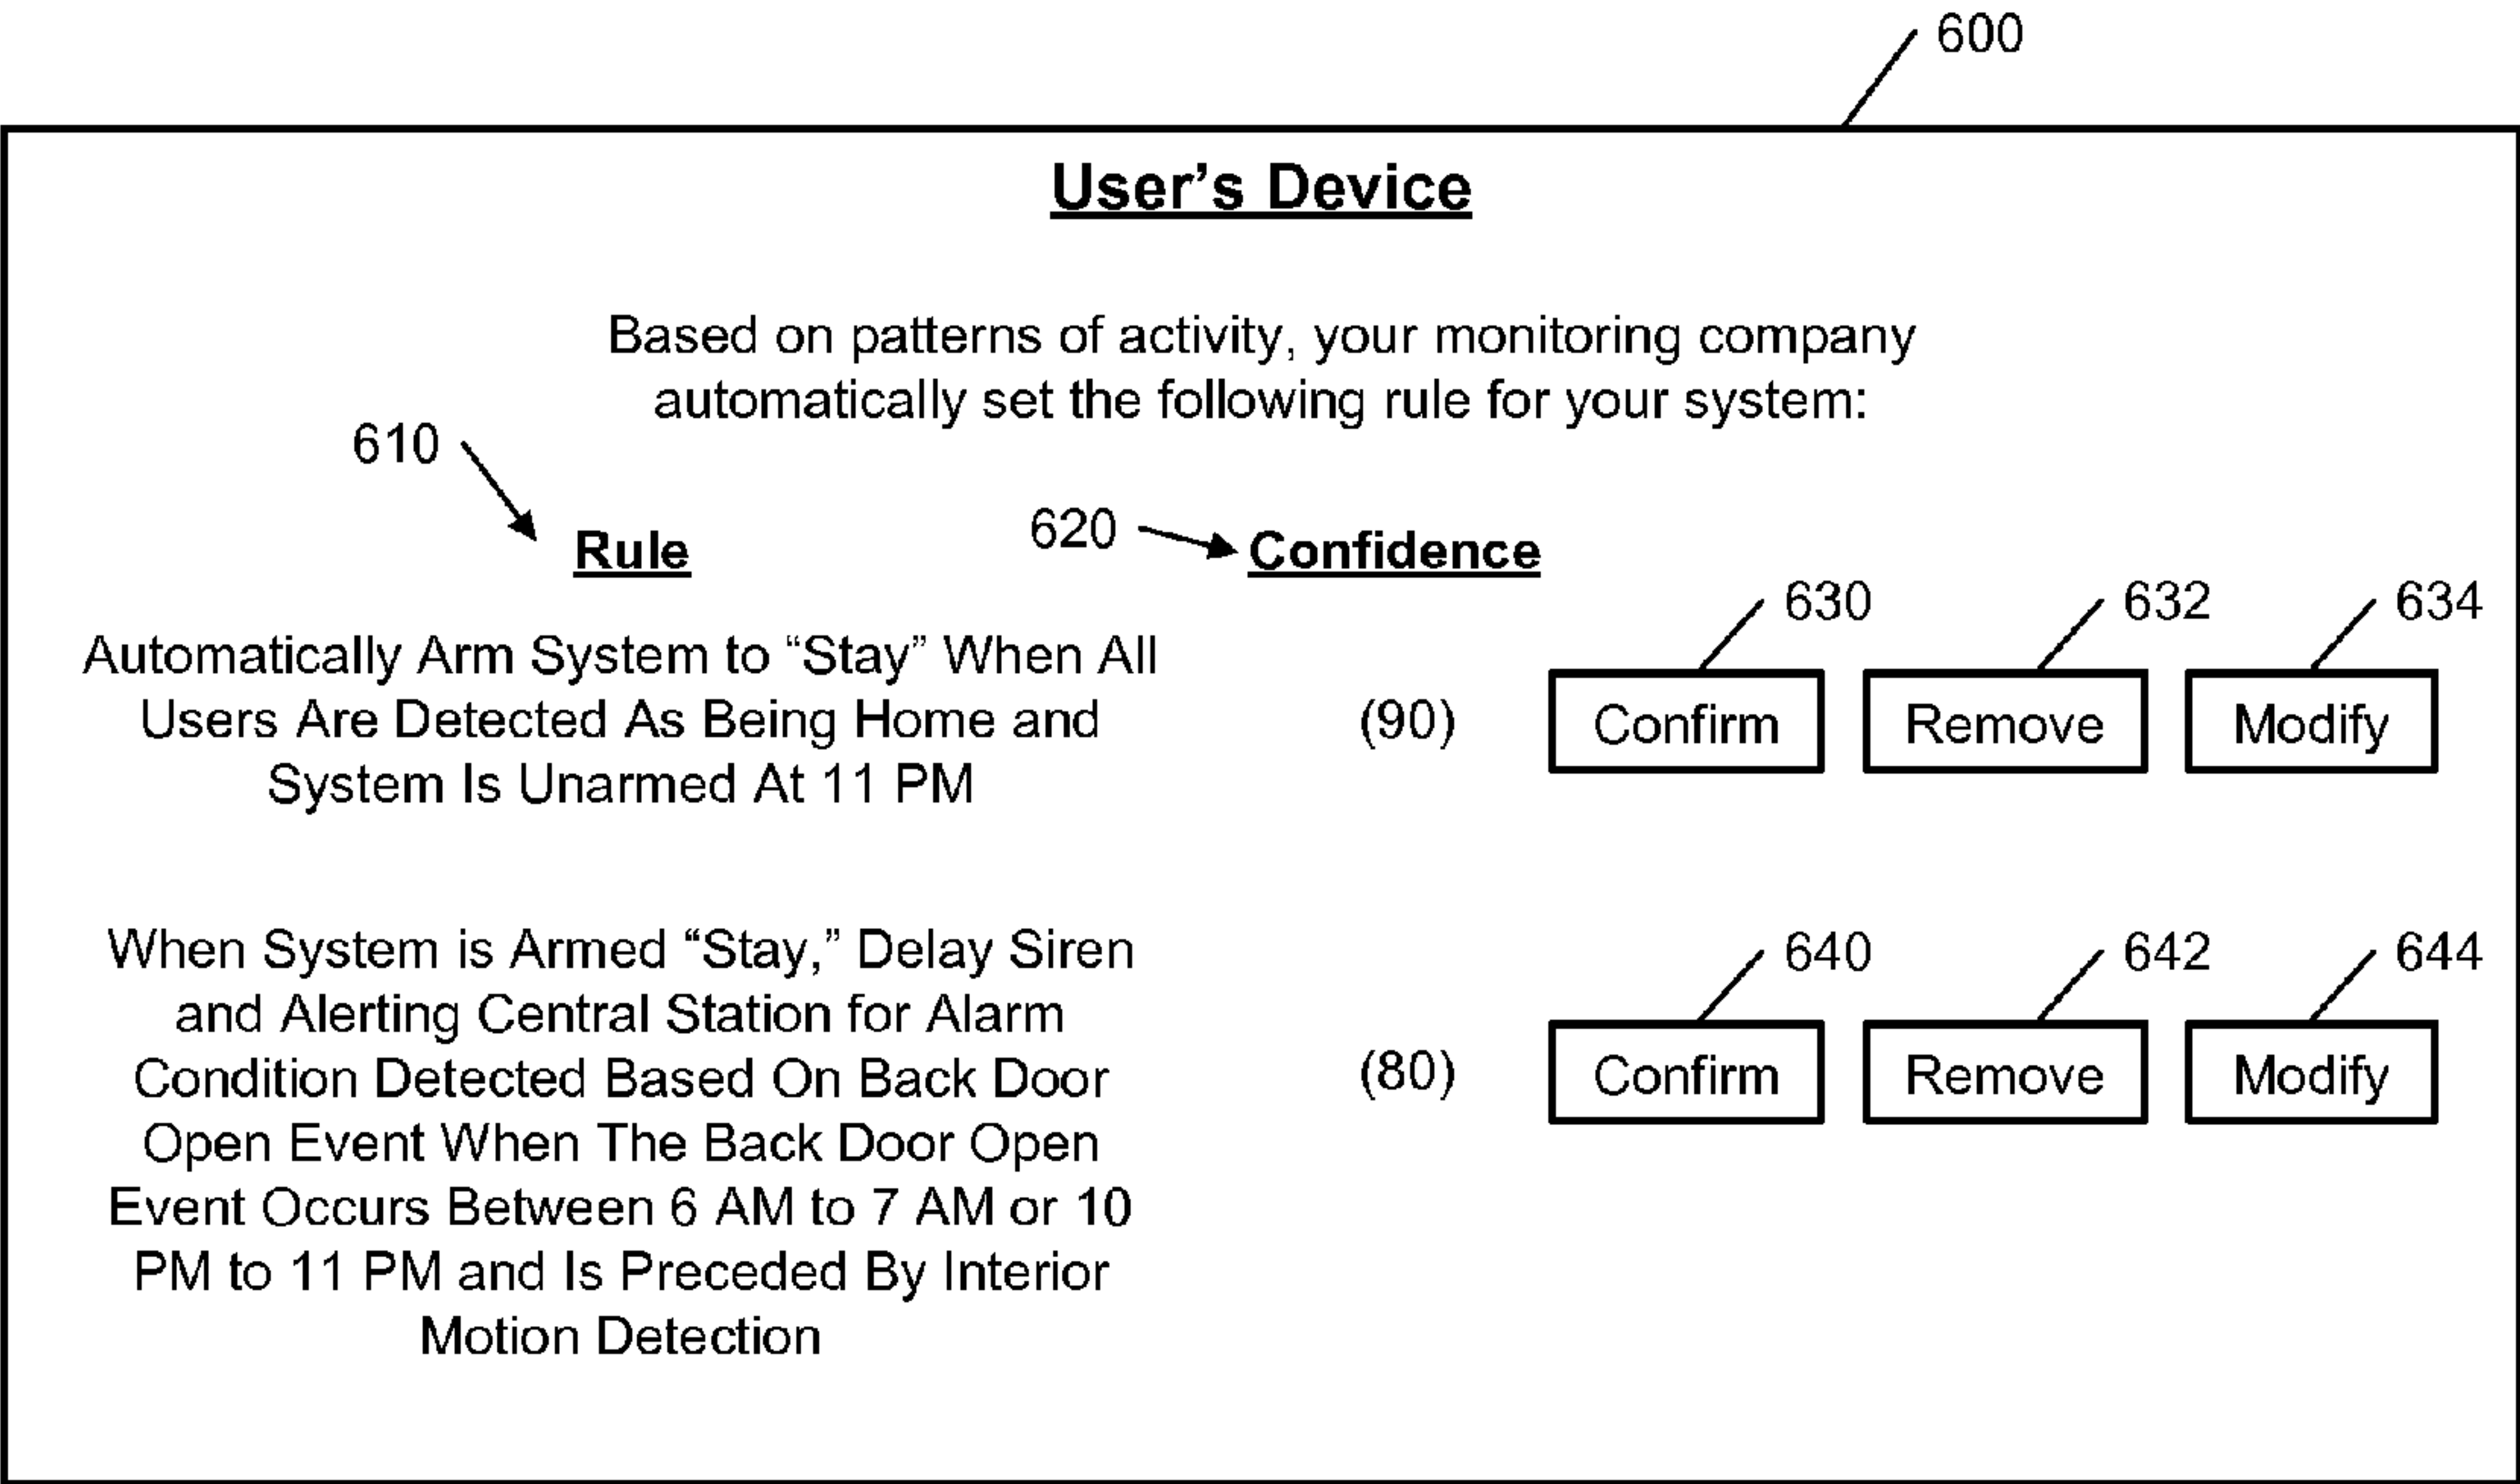 600
User’s Device
Based on patterns of activity, your monitoring company
automatically set the following rule for your system:
610
620
Rule
Confidence
630
632
634
Automatically Arm System to “Stay” When All
Users Are Detected As Being Home and
System Is Unarmed At 11 PM
(90)
Confirm
Remove
Modify
When System is Armed “Stay,” Delay Siren
and Alerting Central Station for Alarm
Condition Detected Based On Back Door
Open Event When The Back Door Open
Event Occurs Between 6 AM to 7 AM or 10
PM to 11 PM and Is Preceded By Interior
Motion Detection
(80)
640
642
644
Confirm
Remove
Modify